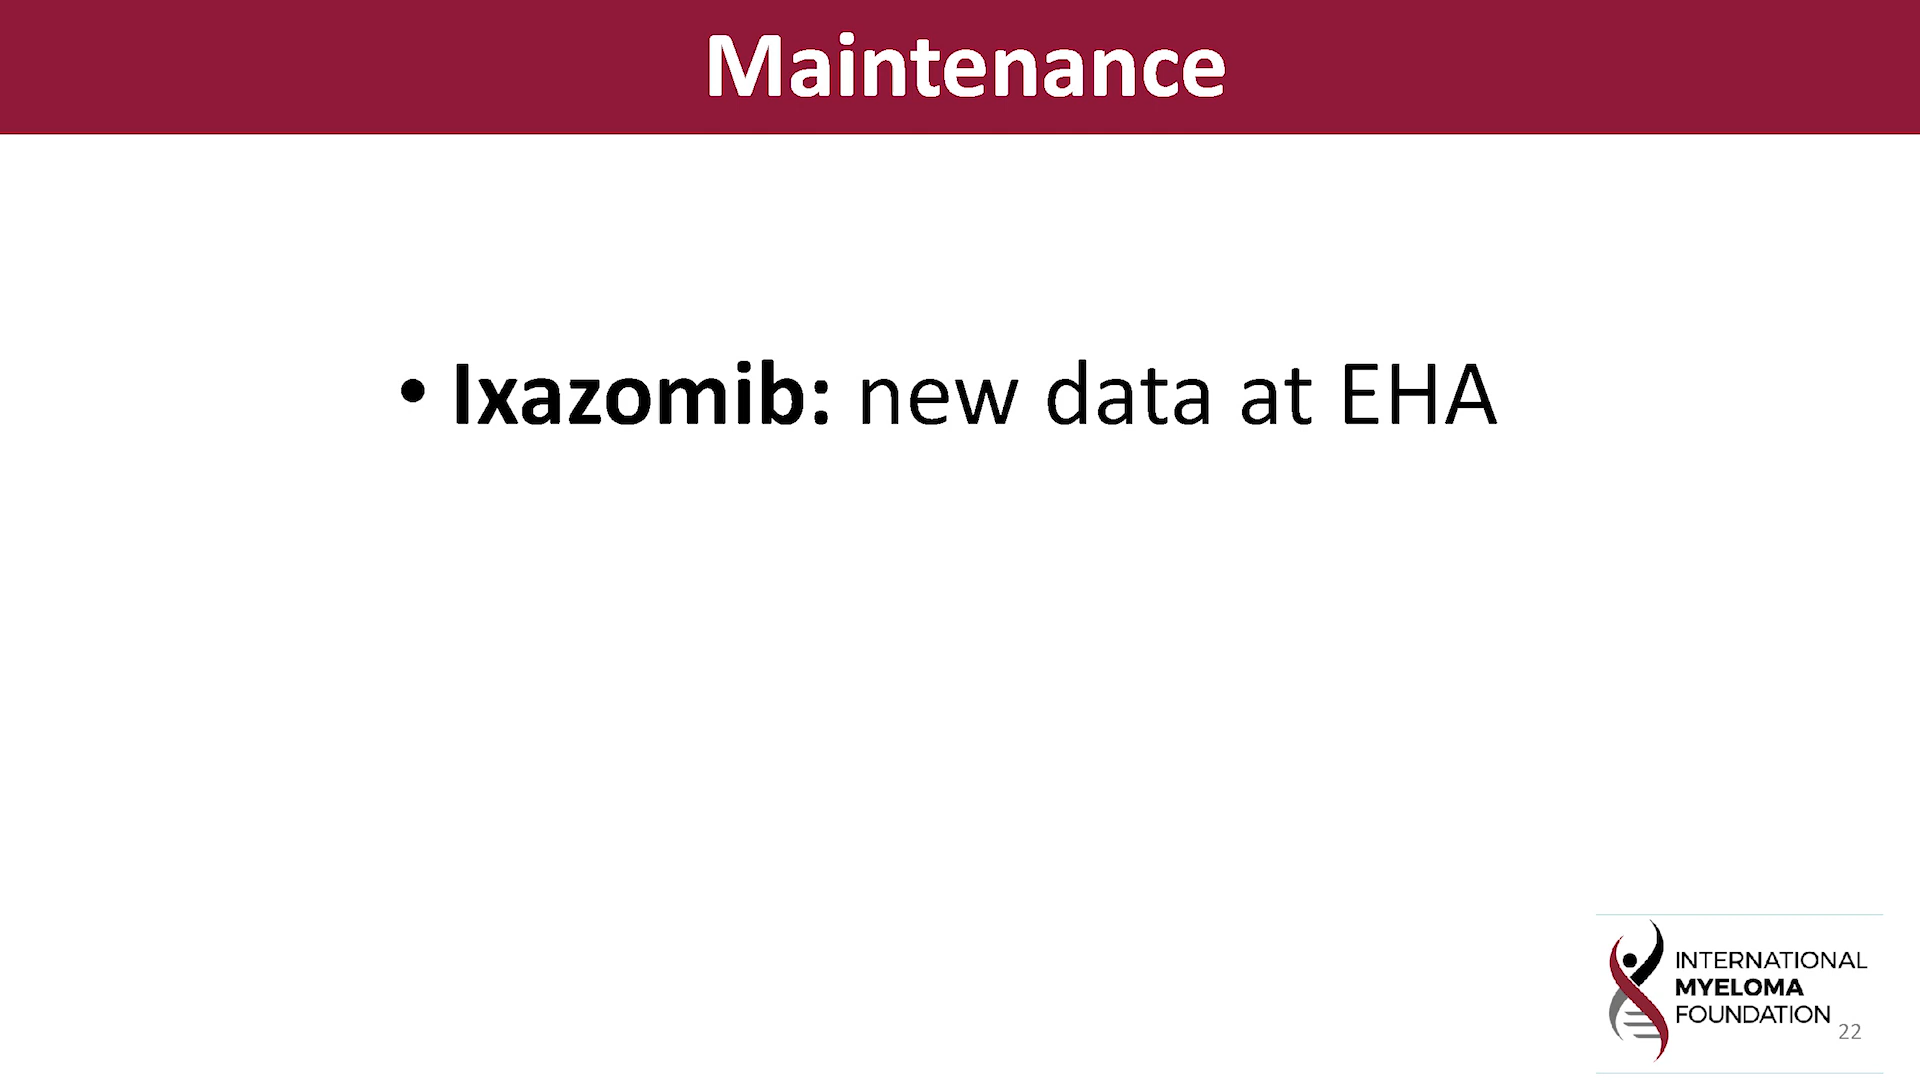 Maintenance
• Ixazomib: new data at EHA
INTERNATIONAL
MYELOMA
FOUNDATION
22